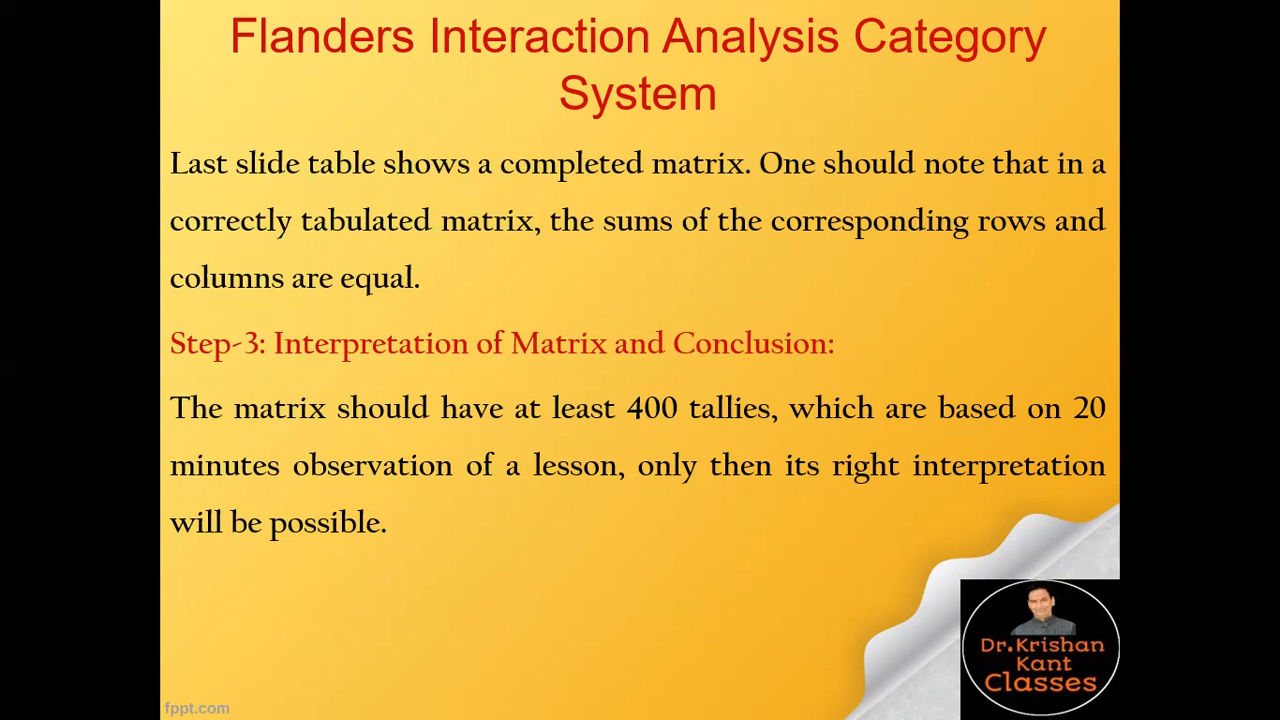 Flanders Interaction Analysis Category
System
Last slide table shows a completed matrix. One should note that in a
correctly tabulated matrix, the sums of the corresponding rows and
columns are equal.
Step-3: Interpretation of Matrix and Conclusion:
The matrix should have at least 400 tallies, which are based on 20
minutes observation of a lesson, only then its right interpretation
will be possible.
Dr.Krishan
Kant
Classes
fppt.com